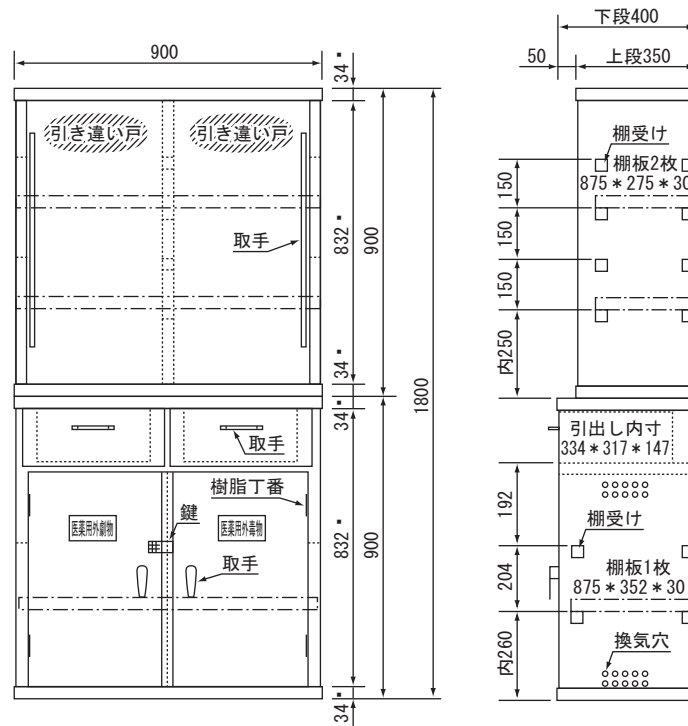 900
34
引き違い戸 引き違い戸
取手
832
900
1800
34
34
取手
樹脂丁番
鍵
医薬用外劇物 医薬用外毒物
取手
832
900
34
下段400
50 上段350
棚受け
棚板2枚
875*275*30
150
150
150
内250
引出し内寸
334*317*147
192
棚受け
204
棚板1枚
875*352*30
内260
換気穴